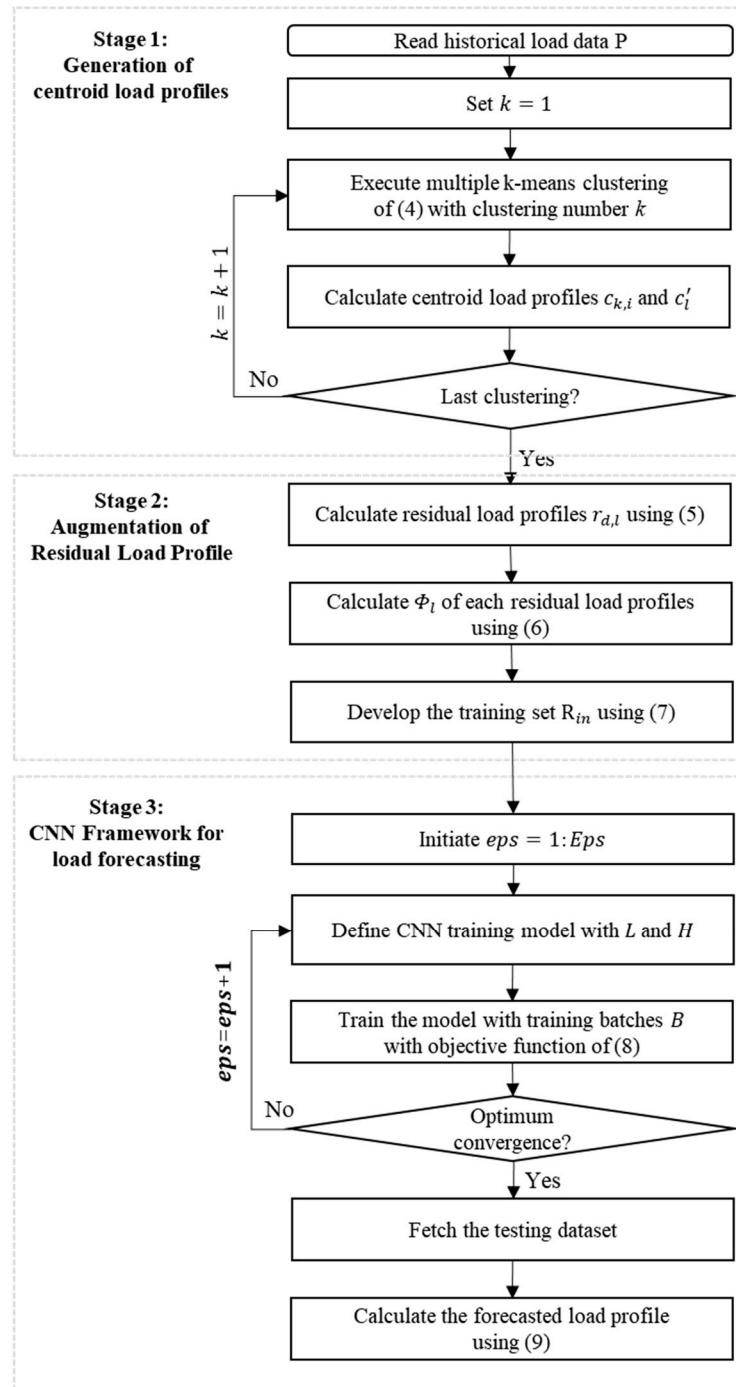 Stage 1:
Generation of
centroid load profiles
Read historical load data P
Set k = 1
Execute multiple k-means clustering
of (4) with clustering number k
k = k + 1
Calculate centroid load profiles c_{k,i} and c'_l
No
Last clustering?
Yes
Stage 2:
Augmentation of
Residual Load Profile
Calculate residual load profiles r_{d,l} using (5)
Calculate Φ_l of each residual load profiles
using (6)
Develop the training set R_{in} using (7)
Stage 3:
CNN Framework for
load forecasting
Initiate eps = 1:Eps
Define CNN training model with L and H
eps=eps+1
Train the model with training batches B
with objective function of (8)
No
Optimum
convergence?
Yes
Fetch the testing dataset
Calculate the forecasted load profile
using (9)